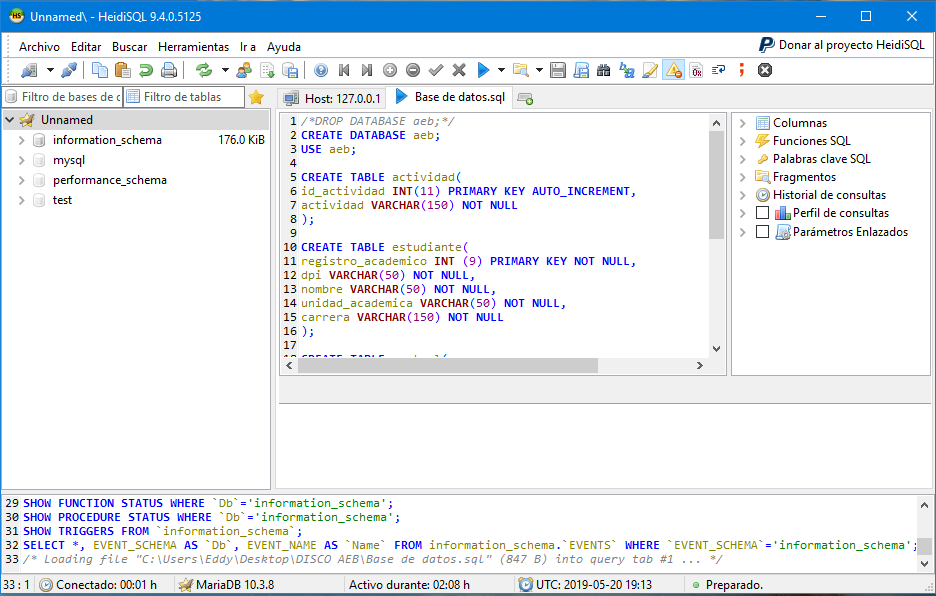 Unnamed\ - HeidiSQL 9.4.0.5125
Archivo Editar Buscar Herramientas Ir a Ayuda
Donar al proyecto HeidiSQL
Filtro de bases de c Filtro de tablas
Host: 127.0.0.1 Base de datos.sql
Unnamed
information_schema 176.0 KiB
mysql
performance_schema
test
1 /*DROP DATABASE aeb;*/
2 CREATE DATABASE aeb;
3 USE aeb;
4
5 CREATE TABLE actividad(
6 id_actividad INT(11) PRIMARY KEY AUTO_INCREMENT,
7 actividad VARCHAR(150) NOT NULL
8 );
9
10 CREATE TABLE estudiante(
11 registro_academico INT (9) PRIMARY KEY NOT NULL,
12 dpi VARCHAR(50) NOT NULL,
13 nombre VARCHAR(50) NOT NULL,
14 unidad_academica VARCHAR(50) NOT NULL,
15 carrera VARCHAR(150) NOT NULL
16 );
17
18 CREATE TABLE
Columnas
Funciones SQL
Palabras clave SQL
Fragmentos
Historial de consultas
Perfil de consultas
Parámetros Enlazados
29 SHOW FUNCTION STATUS WHERE `Db`='information_schema';
30 SHOW PROCEDURE STATUS WHERE `Db`='information_schema';
31 SHOW TRIGGERS FROM `information_schema`;
32 SELECT *, EVENT_SCHEMA AS `Db`, EVENT_NAME AS `Name` FROM information_schema.`EVENTS` WHERE `EVENT_SCHEMA`='information_schema';
33 /* Loading file "C:\Users\Eddy\Desktop\DISCO AEB\Base de datos.sql" (847 B) into query tab #1 ... */
33 : 1 Conectado: 00:01 h MariaDB 10.3.8 Activo durante: 02:08 h UTC: 2019-05-20 19:13 Preparado.